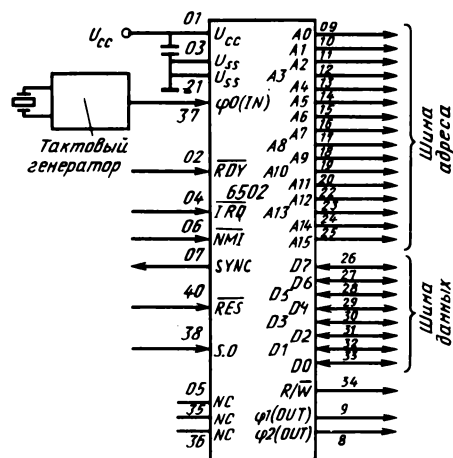 01
Ucc
Ucc
09
A0
10
A1
11
A2
12
A3
13
A4
14
A5
15
A6
16
A7
17
A8
18
A9
19
A10
20
A11
22
A12
23
A13
24
A14
25
A15
Шина
адреса
03
Uss
Uss
21
37
φ0(IN)
Тактовый
генератор
02
RDY
6502
04
IRQ
06
NMI
07
SYNC
40
RES
38
S.O
05
NC
35
NC
36
NC
D7
26
D6
27
D5
28
D4
29
D3
30
D2
31
D1
32
D0
33
Шина
данных
R/W
34
φ1(OUT)
9
φ2(OUT)
8